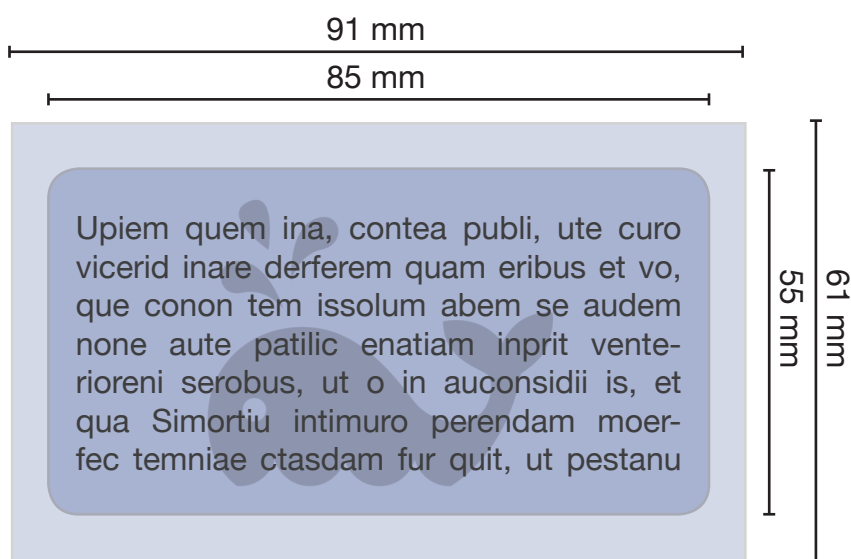 91 mm
85 mm
Upiem quem ina, contea publi, ute curo
vicerid inare derferem quam eribus et vo,
que conon tem issolum abem se audem
none aute patilic enatiam inprit vente-
rioreni serobus, ut o in auconsidii is, et
qua Simortiu intimuro perendam moer-
fec temniae ctasdam fur quit, ut pestanu
55 mm
61 mm